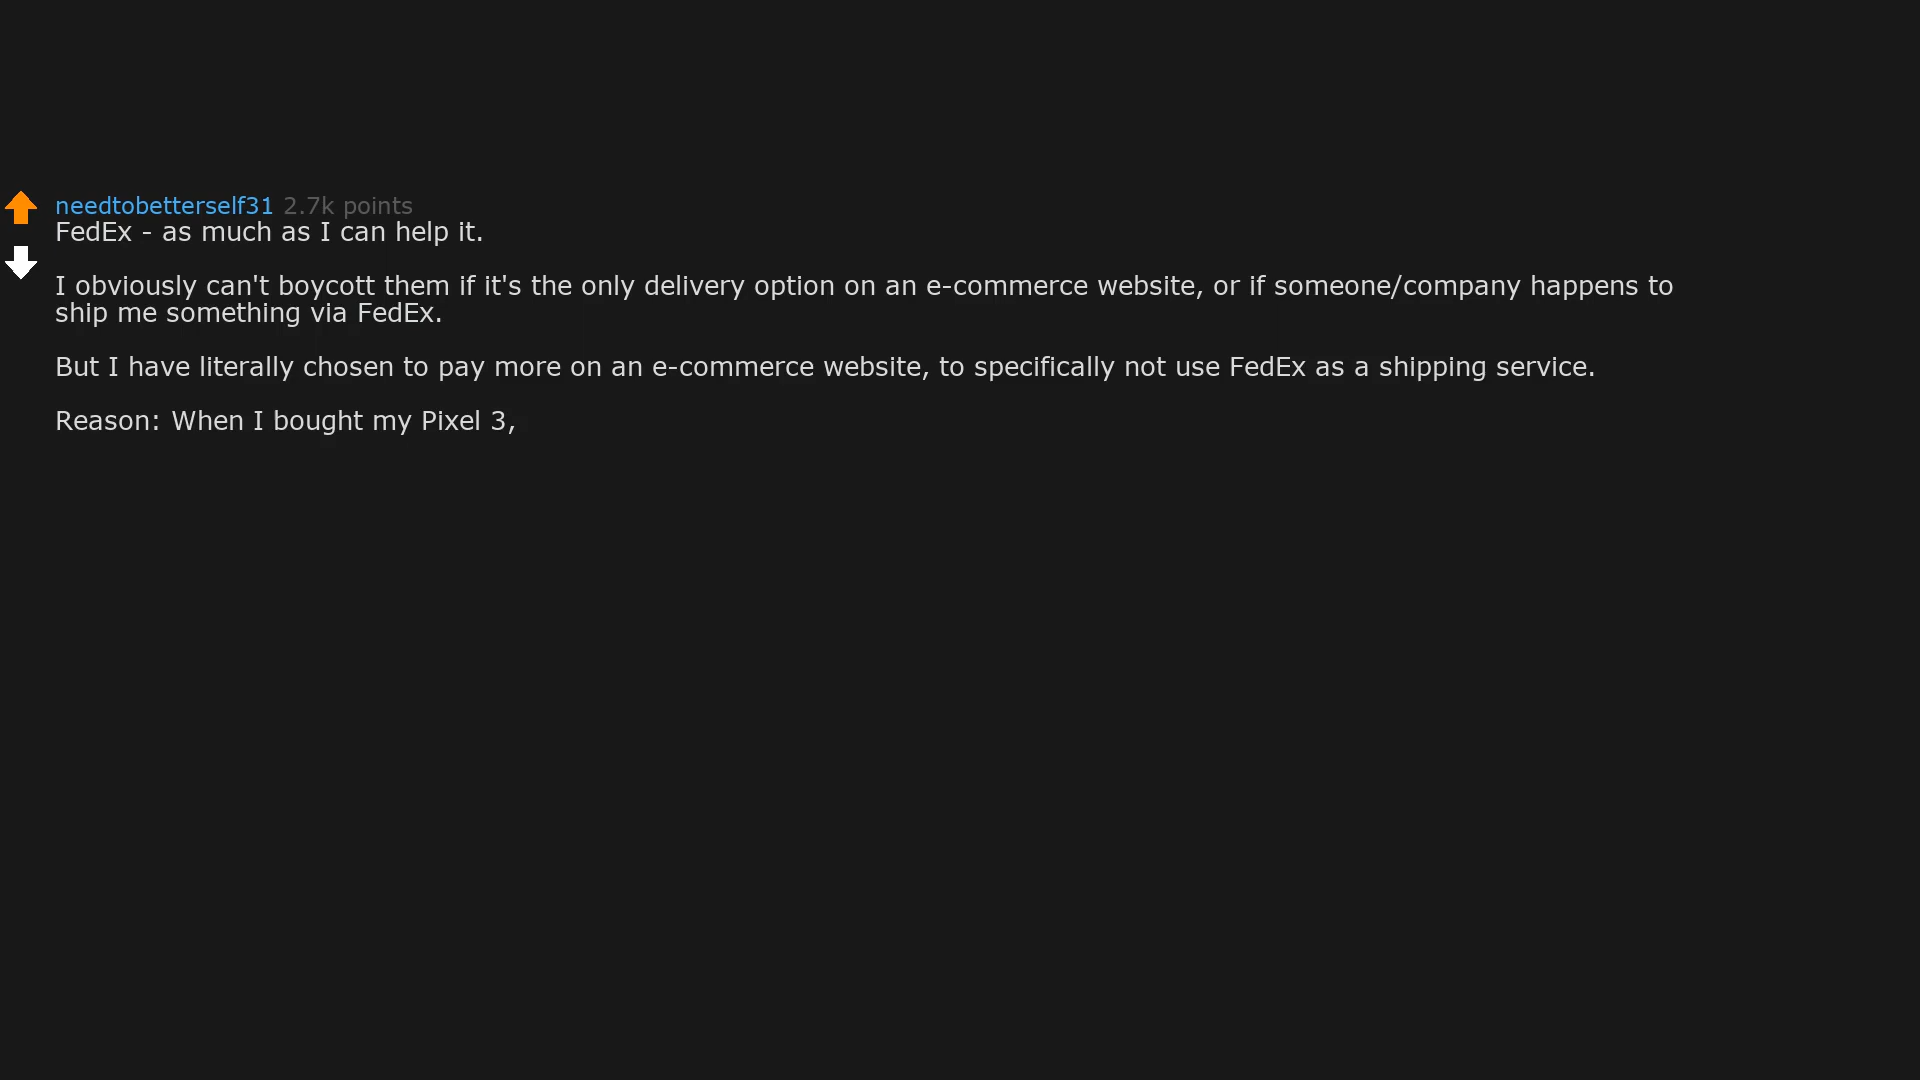 needtobetterself31 2.7k points
FedEx - as much as I can help it.
I obviously can't boycott them if it's the only delivery option on an e-commerce website, or if someone/company happens to
ship me something via FedEx.
But I have literally chosen to pay more on an e-commerce website, to specifically not use FedEx as a shipping service.
Reason: When I bought my Pixel 3,